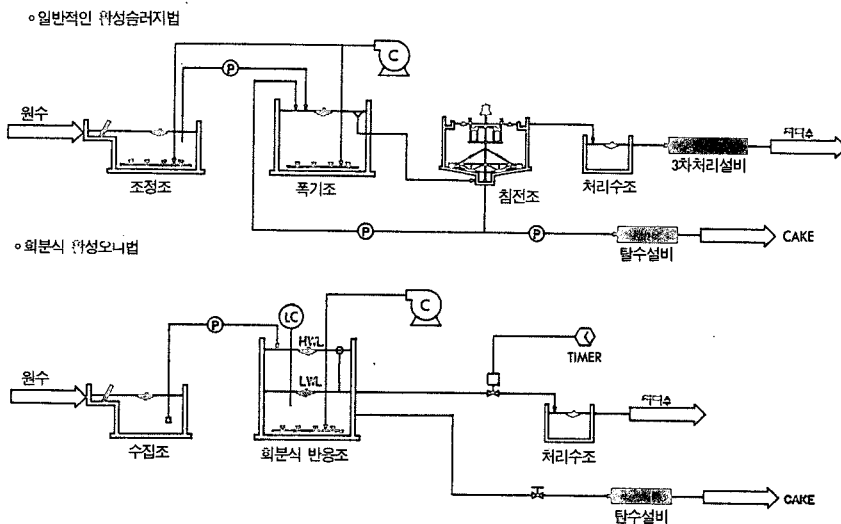 ◦ 일반적인 활성슬러지법
C
P
원수
조정조
폭기조
침전조
처리수조
3차처리설비
P
P
탈수설비
CAKE
◦ 회분식 활성오니법
C
P
LC
HWL
LWL
TIMER
원수
수집조
회분식 반응조
처리수조
탈수설비
CAKE